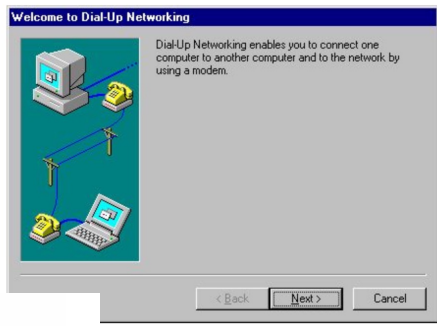 Welcome to Dial-Up Networking
Dial-Up Networking enables you to connect one
computer to another computer and to the network by
using a modem.
< Back
Next >
Cancel